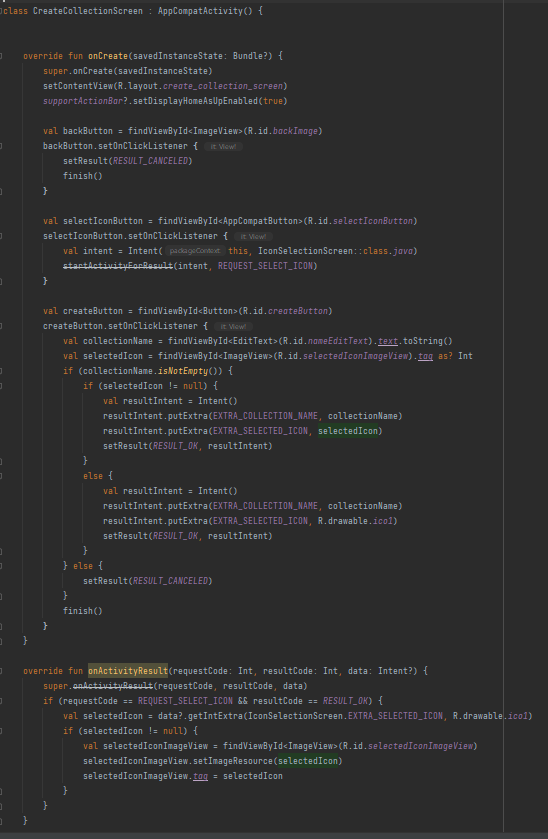 class CreateCollectionScreen : AppCompatActivity() {
override fun onCreate(savedInstanceState: Bundle?) {
super.onCreate(savedInstanceState)
setContentView(R.layout.create_collection_screen)
supportActionBar?.setDisplayHomeAsUpEnabled(true)
val backButton = findViewById<ImageView>(R.id.backImage)
backButton.setOnClickListener { it: View!
setResult(RESULT_CANCELED)
finish()
}
val selectIconButton = findViewById<AppCompatButton>(R.id.selectIconButton)
selectIconButton.setOnClickListener { it: View!
val intent = Intent( packageContext: this, IconSelectionScreen::class.java)
startActivityForResult(intent, REQUEST_SELECT_ICON)
}
val createButton = findViewById<Button>(R.id.createButton)
createButton.setOnClickListener { it: View!
val collectionName = findViewById<EditText>(R.id.nameEditText).text.toString()
val selectedIcon = findViewById<ImageView>(R.id.selectedIconImageView).tag as? Int
if (collectionName.isNotEmpty()) {
if (selectedIcon != null) {
val resultIntent = Intent()
resultIntent.putExtra(EXTRA_COLLECTION_NAME, collectionName)
resultIntent.putExtra(EXTRA_SELECTED_ICON, selectedIcon)
setResult(RESULT_OK, resultIntent)
}
else {
val resultIntent = Intent()
resultIntent.putExtra(EXTRA_COLLECTION_NAME, collectionName)
resultIntent.putExtra(EXTRA_SELECTED_ICON, R.drawable.ico1)
setResult(RESULT_OK, resultIntent)
}
} else {
setResult(RESULT_CANCELED)
}
finish()
}
}
override fun onActivityResult(requestCode: Int, resultCode: Int, data: Intent?) {
super.onActivityResult(requestCode, resultCode, data)
if (requestCode == REQUEST_SELECT_ICON && resultCode == RESULT_OK) {
val selectedIcon = data?.getIntExtra(IconSelectionScreen.EXTRA_SELECTED_ICON, R.drawable.ico1)
if (selectedIcon != null) {
val selectedIconImageView = findViewById<ImageView>(R.id.selectedIconImageView)
selectedIconImageView.setImageResource(selectedIcon)
selectedIconImageView.tag = selectedIcon
}
}
}